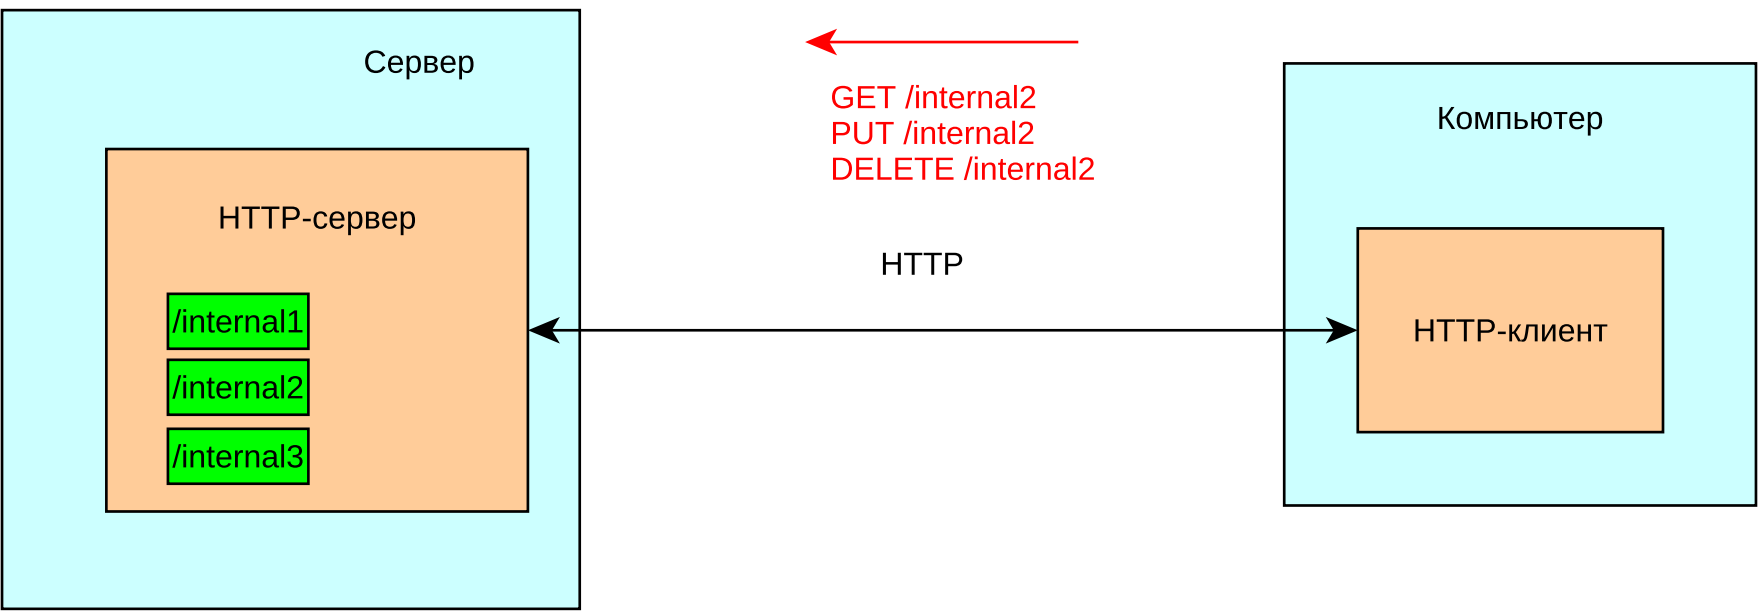 Сервер
HTTP-сервер
/internal1
/internal2
/internal3
GET /internal2
PUT /internal2
DELETE /internal2
HTTP
Компьютер
HTTP-клиент